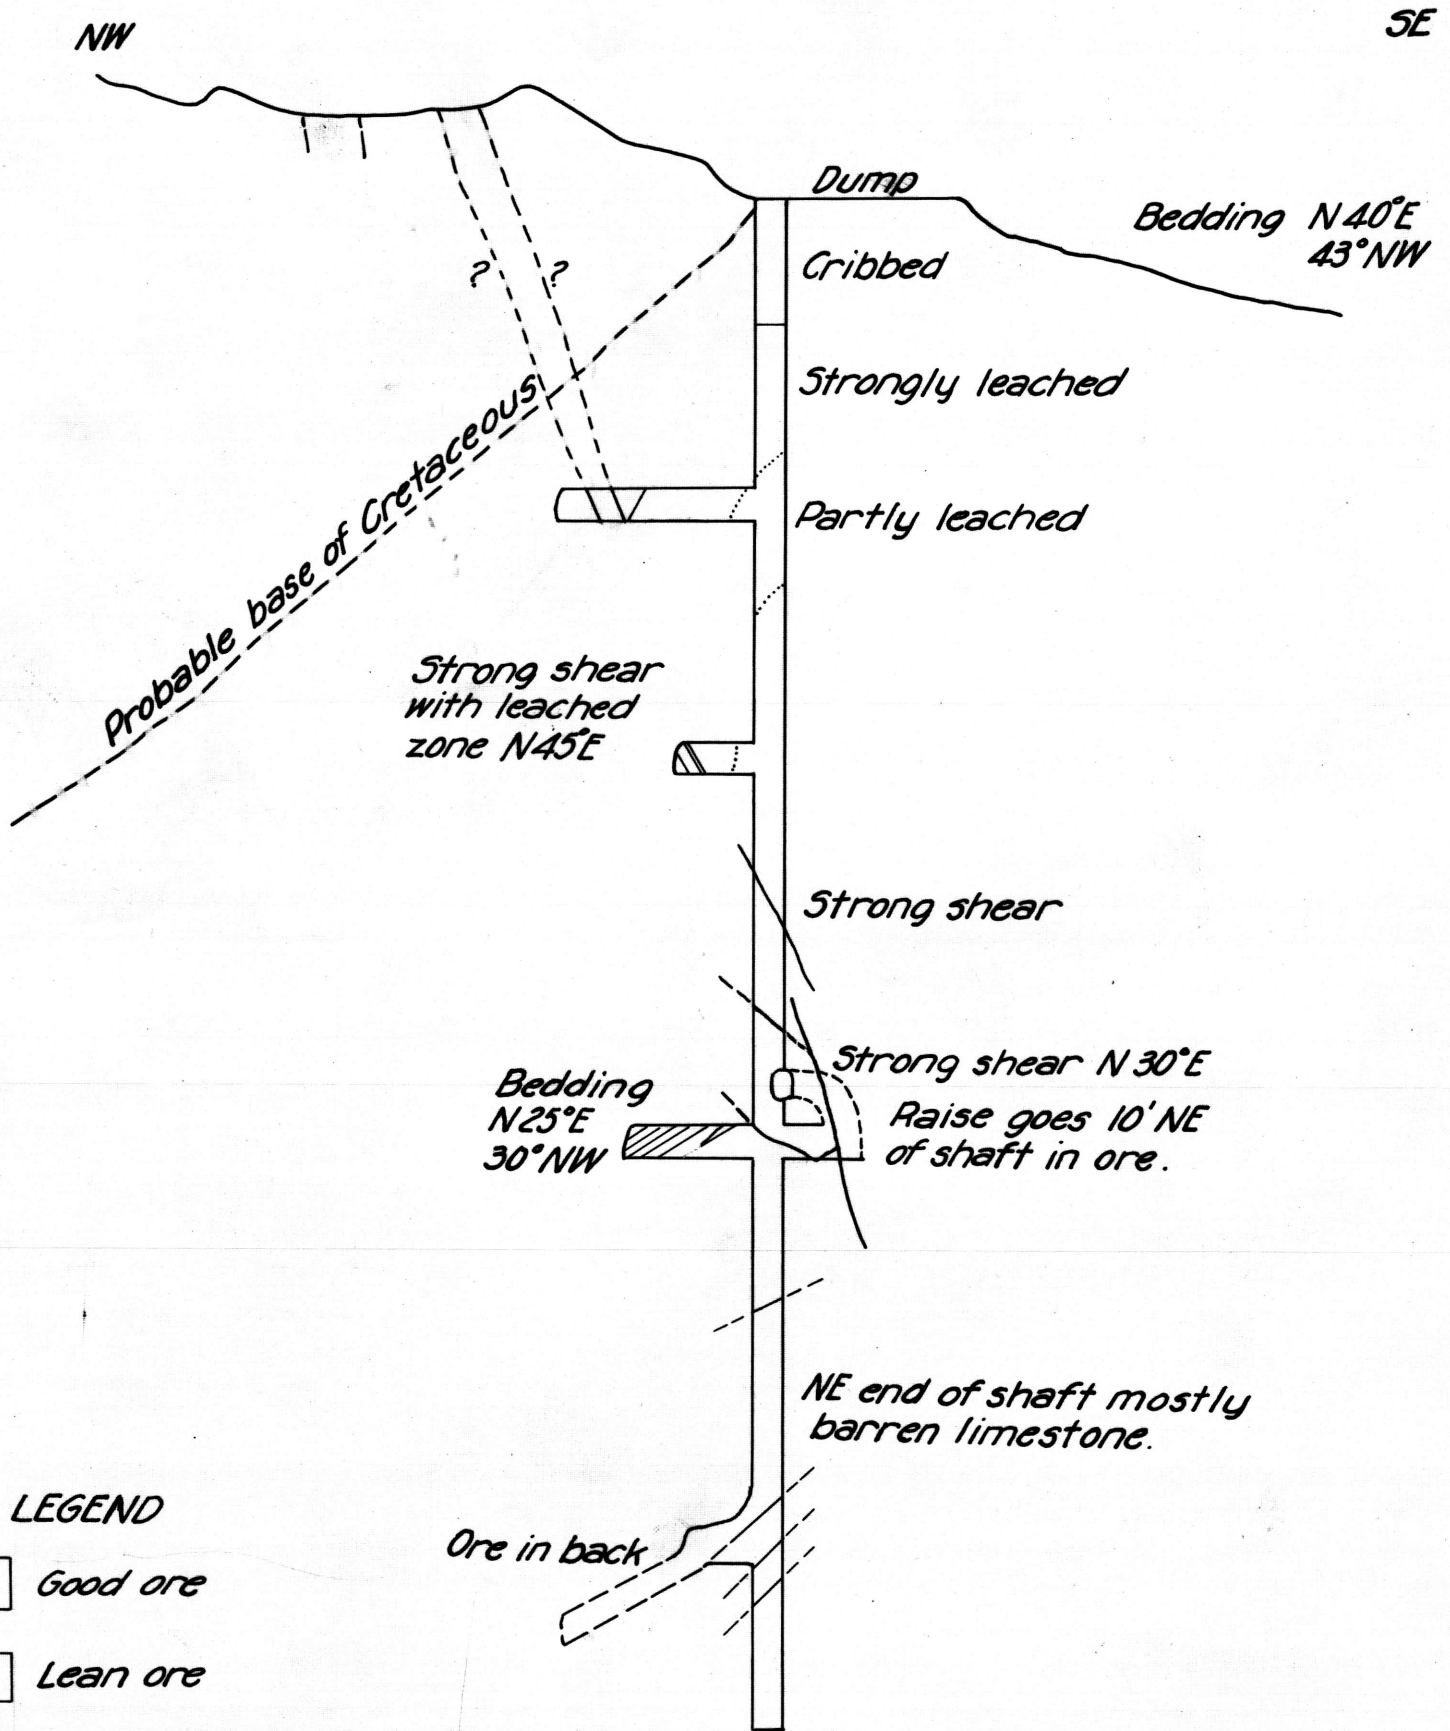 NW
SE
Dump
Bedding N 40°E
43°NW
Cribbed
? ?
Strongly leached
Partly leached
Probable base of Cretaceous
Strong shear
with leached
zone N45°E
Strong shear
Strong shear N 30°E
Bedding
N25°E
30°NW
Raise goes 10' NE
of shaft in ore.
NE end of shaft mostly
barren limestone.
LEGEND
Ore in back
Good ore
Lean ore